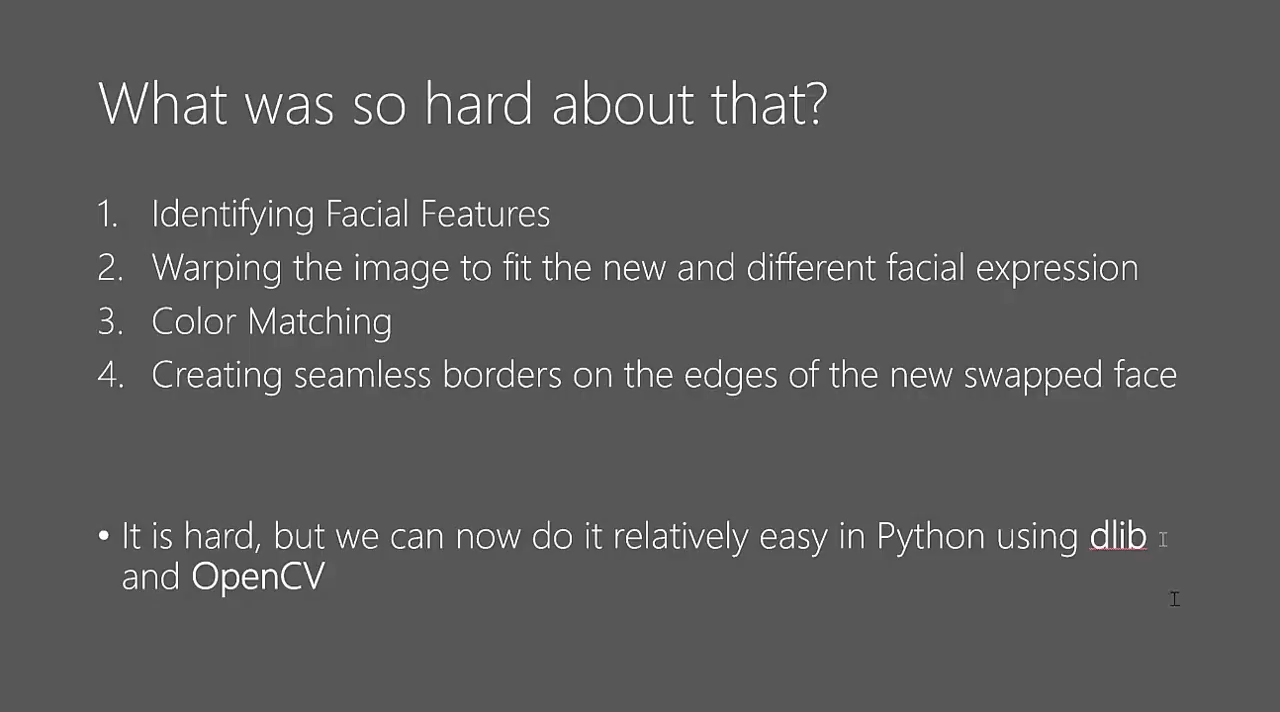 What was so hard about that?
1. Identifying Facial Features
2. Warping the image to fit the new and different facial expression
3. Color Matching
4. Creating seamless borders on the edges of the new swapped face
• It is hard, but we can now do it relatively easy in Python using dlib
and OpenCV